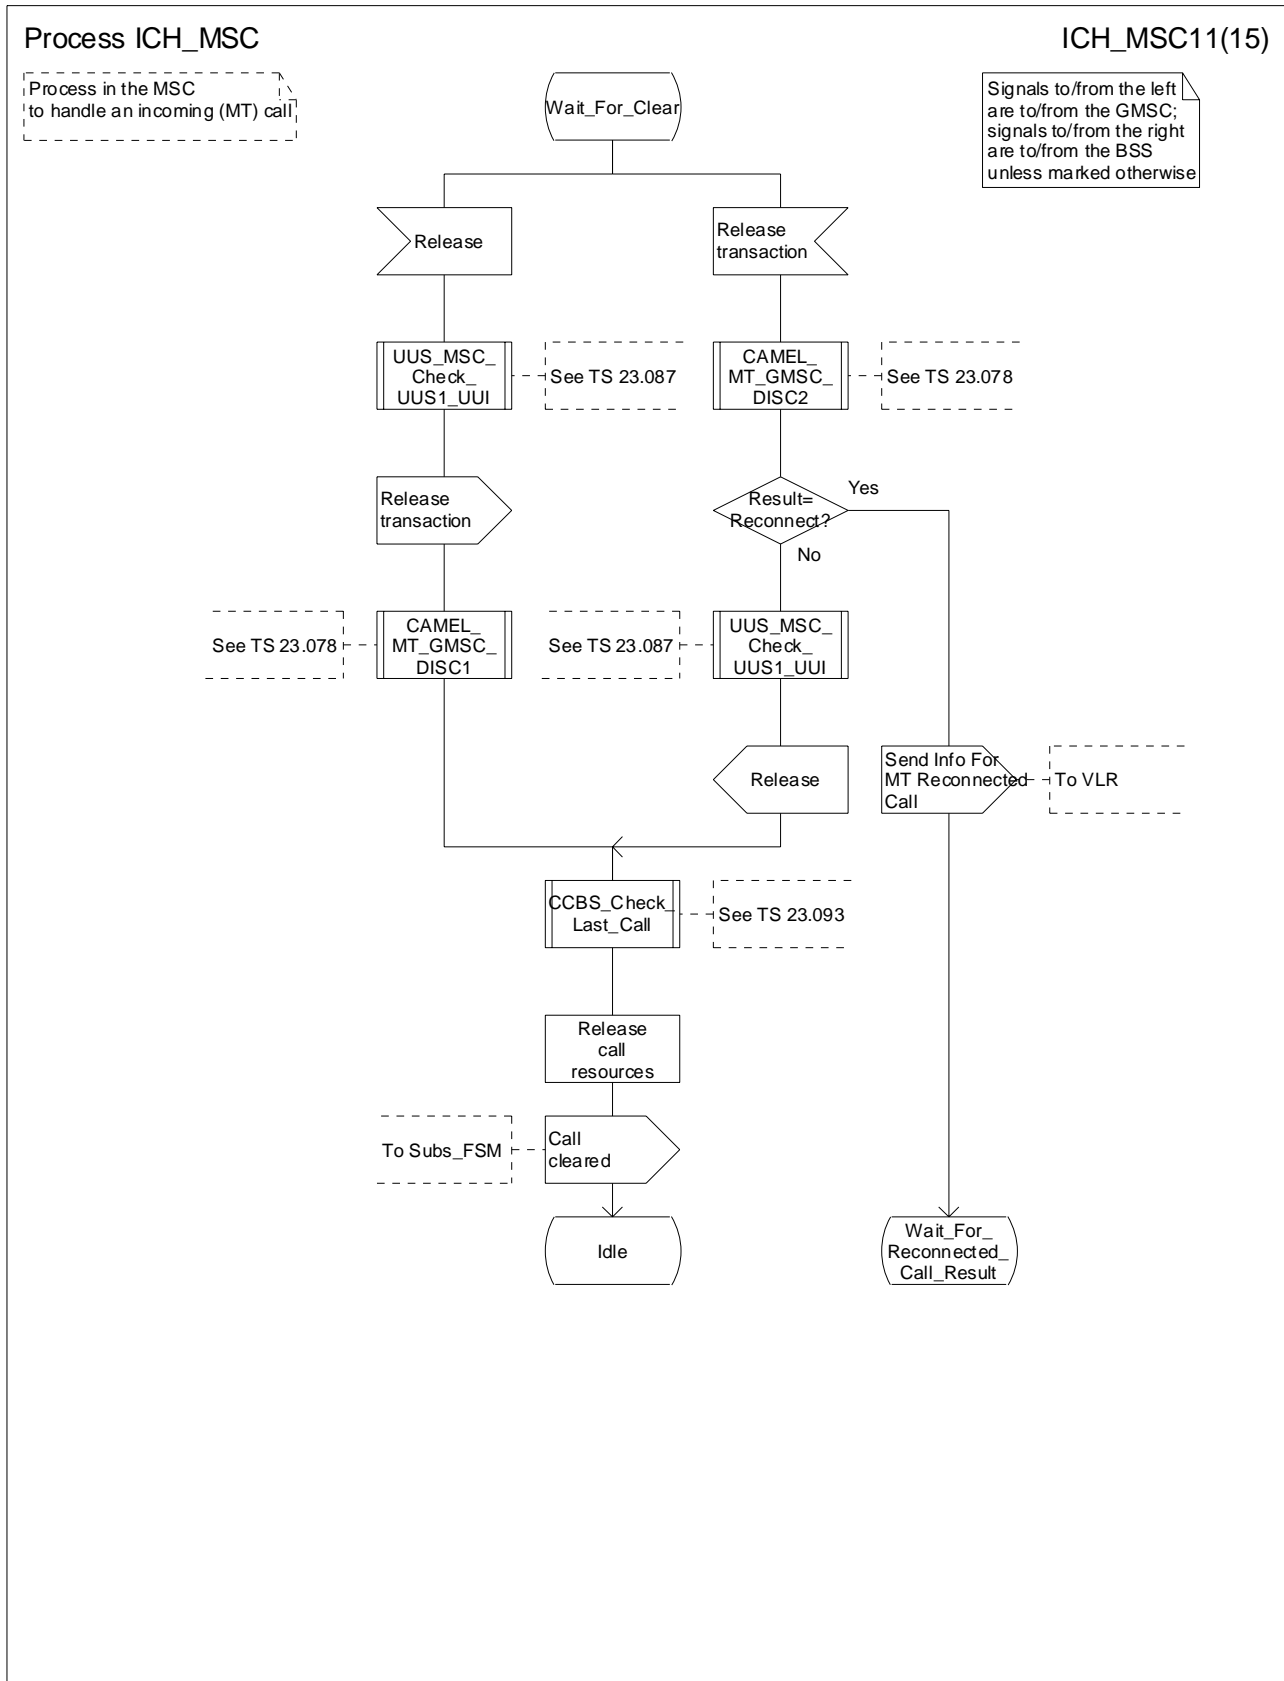 Process ICH_MSC
ICH_MSC11(15)
Process in the MSC
to handle an incoming (MT) call
Wait_For_Clear
Signals to/from the left
are to/from the GMSC;
signals to/from the right
are to/from the BSS
unless marked otherwise
Release
Release
transaction
UUS_MSC_
Check_
UUS1_UUI
See TS 23.087
CAMEL_
MT_GMSC_
DISC2
See TS 23.078
Release
transaction
Result=
Reconnect?
Yes
No
See TS 23.078
CAMEL_
MT_GMSC_
DISC1
See TS 23.087
UUS_MSC_
Check_
UUS1_UUI
Release
Send Info For
MT Reconnected
Call
To VLR
CCBS_Check_
Last_Call
See TS 23.093
Release
call
resources
To Subs_FSM
Call
cleared
Idle
Wait_For_
Reconnected_
Call_Result